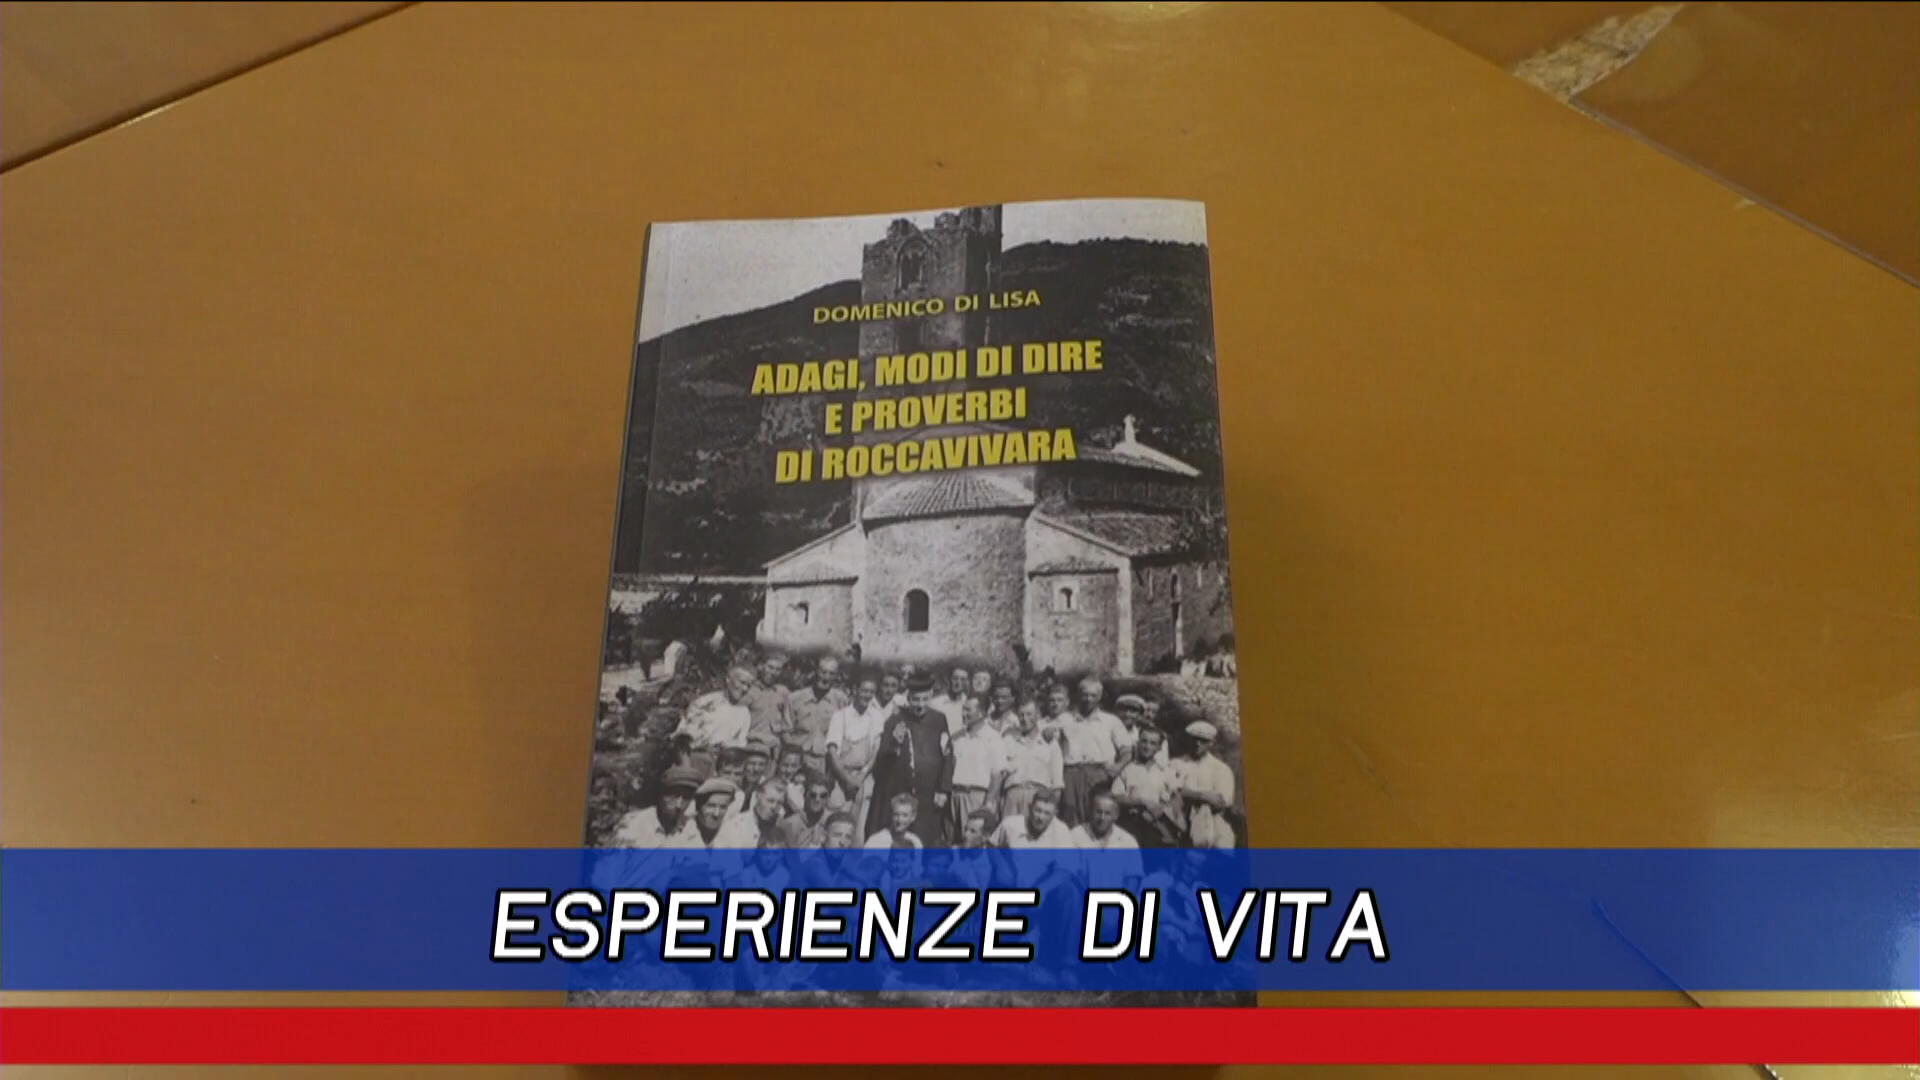 DOMENICO DI LISA
ADAGI, MODI DI DIRE
E PROVERBI
DI ROCCAVIVARA
ESPERIENZE DI VITA